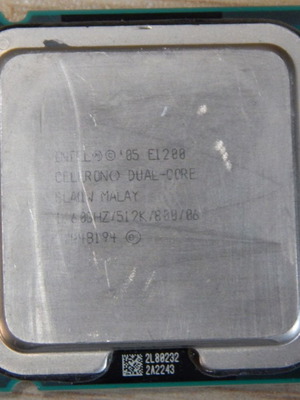 INTEL®©'05 E1200
CELERON() DUAL-CORE
MALAY
1.60GHZ/512K/800/06
2L80232
2A2243